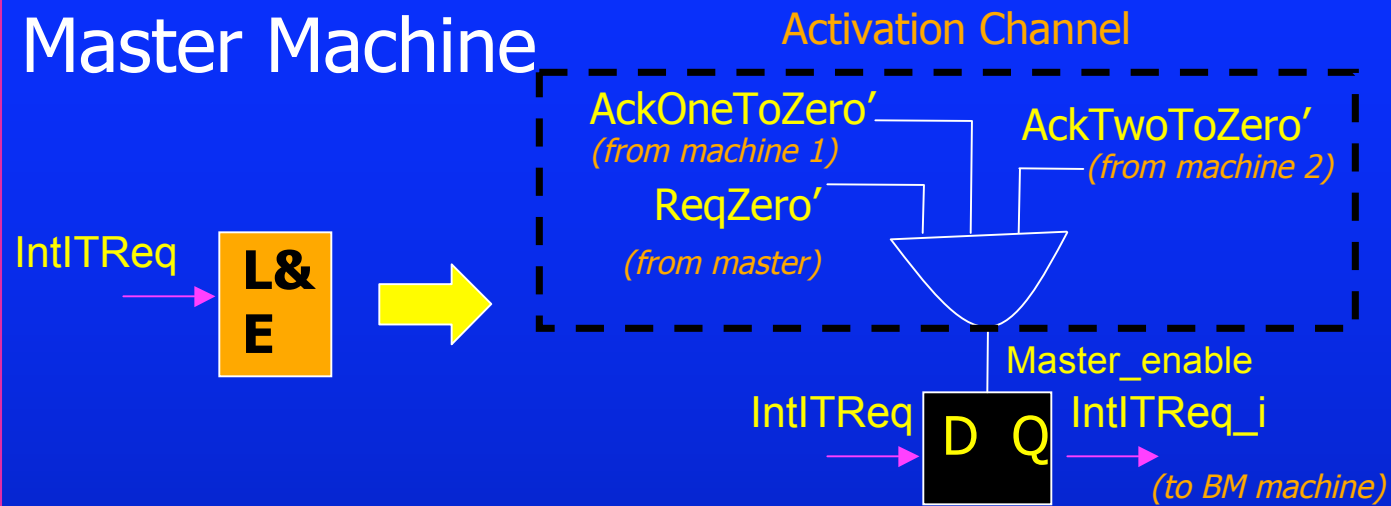 Master Machine
Activation Channel
AckOneToZero’
(from machine 1)
AckTwoToZero’
(from machine 2)
ReqZero’
(from master)
IntITReq
L&
E
Master_enable
IntITReq
D Q
IntITReq_i
(to BM machine)